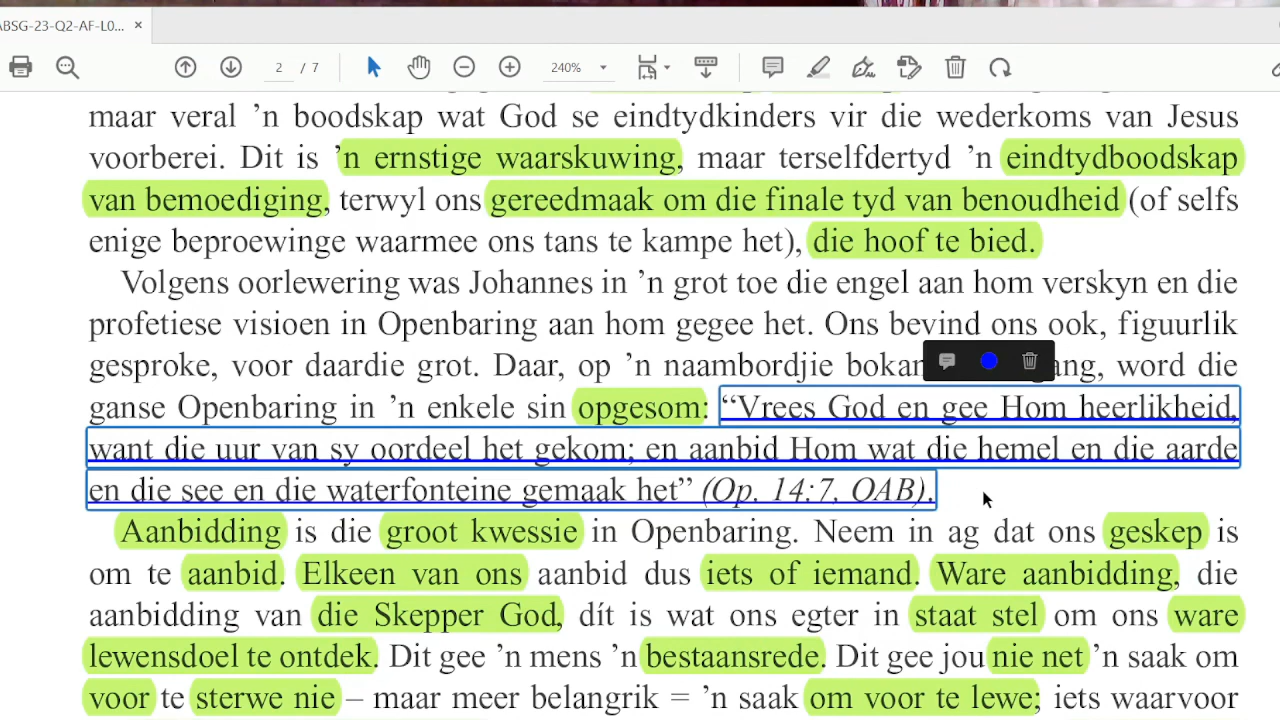 ABSG-23-Q2-AF-L0... ×
2 / 7 240%
maar veral ’n boodskap wat God se eindtydkinders vir die wederkoms van Jesus
voorberei. Dit is ’n ernstige waarskuwing, maar terselfdertyd ’n eindtydboodskap
van bemoediging, terwyl ons gereedmaak om die finale tyd van benoudheid (of selfs
enige beproewinge waarmee ons tans te kampe het), die hoof te bied.
Volgens oorlewering was Johannes in ’n grot toe die engel aan hom verskyn en die
profetiese visioen in Openbaring aan hom gegee het. Ons bevind ons ook, figuurlik
gesproke, voor daardie grot. Daar, op ’n naambordjie word die
ganse Openbaring in ’n enkele sin opgesom: “Vrees God en gee Hom heerlikheid,
want die uur van sy oordeel het gekom; en aanbid Hom wat die hemel en die aarde
en die see en die waterfonteine gemaak het” (Op. 14:7, OAB).
Aanbidding is die groot kwessie in Openbaring. Neem in ag dat ons geskep is
om te aanbid. Elkeen van ons aanbid dus iets of iemand. Ware aanbidding, die
aanbidding van die Skepper God, dít is wat ons egter in staat stel om ons ware
lewensdoel te ontdek. Dit gee ’n mens ’n bestaansrede. Dit gee jou nie net ’n saak om
voor te sterwe nie – maar meer belangrik = ’n saak om voor te lewe; iets waarvoor